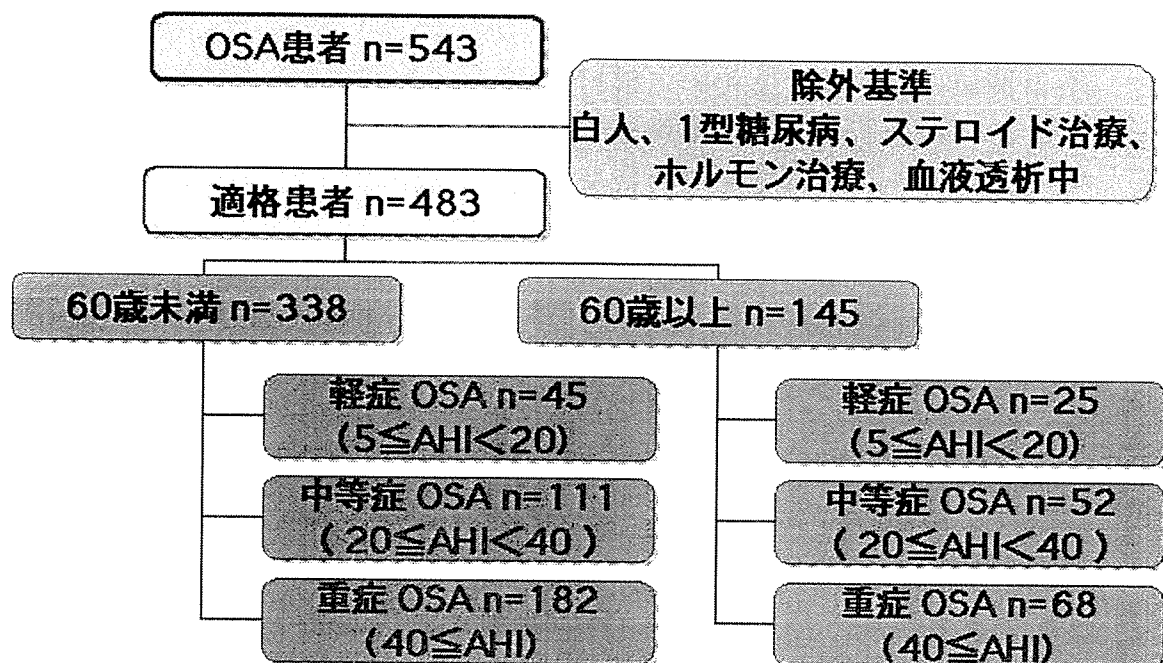 OSA患者 n=543
除外基準
白人、1型糖尿病、ステロイド治療、
ホルモン治療、血液透析中
適格患者 n=483
60歳未満 n=338
60歳以上 n=145
軽症 OSA n=45
(5≦AHI<20)
中等症 OSA n=111
(20≦AHI<40)
重症 OSA n=182
(40≦AHI)
軽症 OSA n=25
(5≦AHI<20)
中等症 OSA n=52
(20≦AHI<40)
重症 OSA n=68
(40≦AHI)